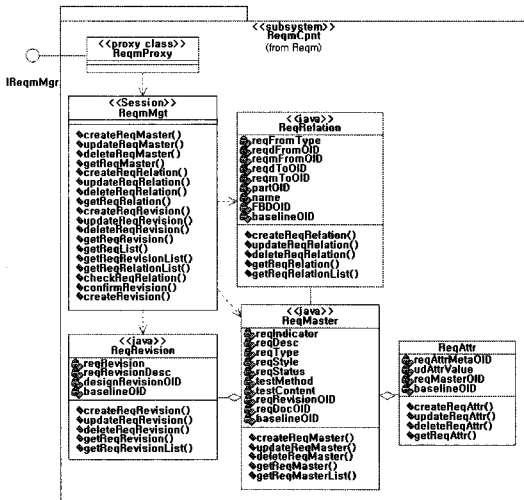 <<subsystem>>
ReqmCpnt
(from Reqm)
<<proxy class>>
ReqmProxy
IReqmMgr
<<Session>>
ReqmMgt
createReqMaster()
updateReqMaster()
deleteReqMaster()
getReqMaster()
createReqRelation()
updateReqRelation()
deleteReqRelation()
getReqRelation()
createReqRevision()
updateReqRevision()
deleteReqRevision()
getReqRevision()
getReqList()
getReqRevisionList()
getReqRelationList()
checkReqRelation()
confirmRevision()
createRevision()
<<java>>
ReqRelation
reqFromType
reqdFromOID
reqmFromOID
reqdToOID
reqmToOID
partOID
name
FBDOID
baselineOID
createReqRelation()
updateReqRelation()
deleteReqRelation()
getReqRelation()
getReqRelationList()
<<java>>
ReqRevision
reqRevision
reqRevisionDesc
designRevisionOID
baselineOID
createReqRevision()
updateReqRevision()
deleteReqRevision()
getReqRevision()
getReqRevisionList()
<<java>>
ReqMaster
reqIndicator
reqDesc
reqType
reqStyle
reqStatus
testMethod
testContent
reqRevisionOID
reqDocOID
baselineOID
createReqMaster()
updateReqMaster()
deleteReqMaster()
getReqMaster()
getReqMasterList()
ReqAttr
reqAttrMetaOID
udAttrValue
reqMasterOID
baselineOID
createReqAttr()
updateReqAttr()
deleteReqAttr()
getReqAttr()